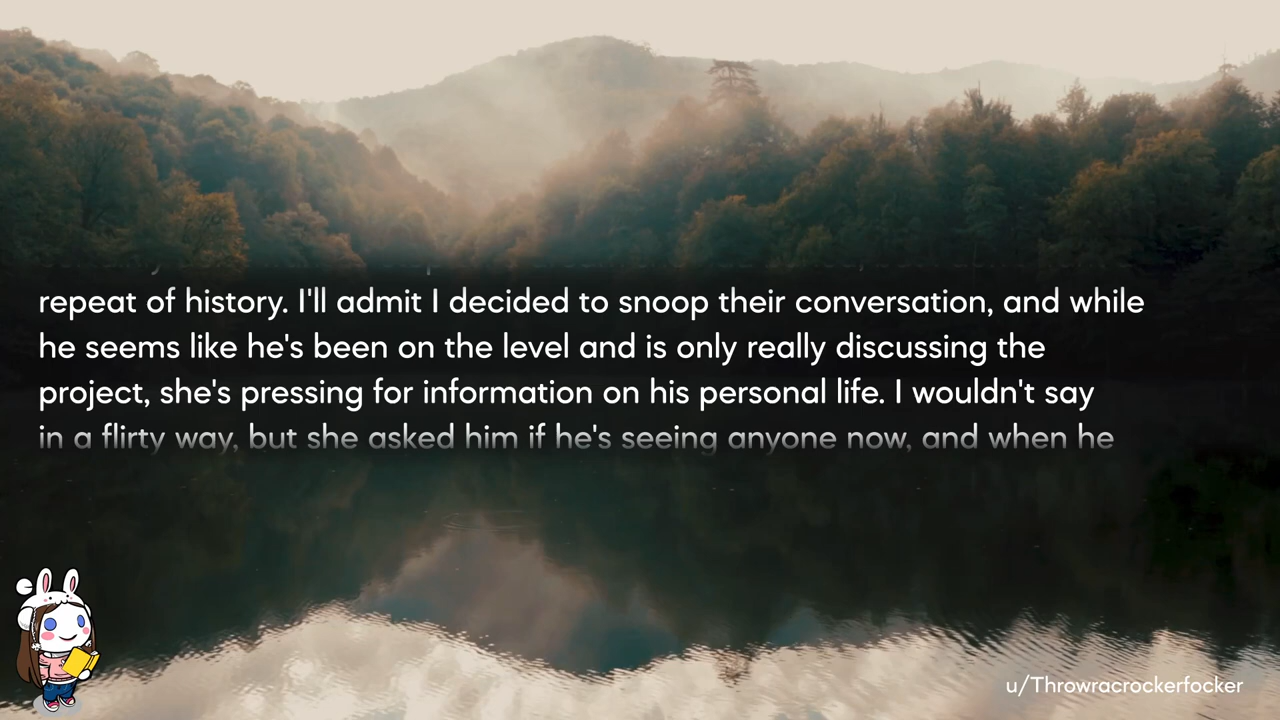 repeat of history. I'll admit I decided to snoop their conversation, and while
he seems like he's been on the level and is only really discussing the
project, she's pressing for information on his personal life. I wouldn't say
in a flirty way, but she asked him if he's seeing anyone now, and when he
u/Throwracrockerfocker